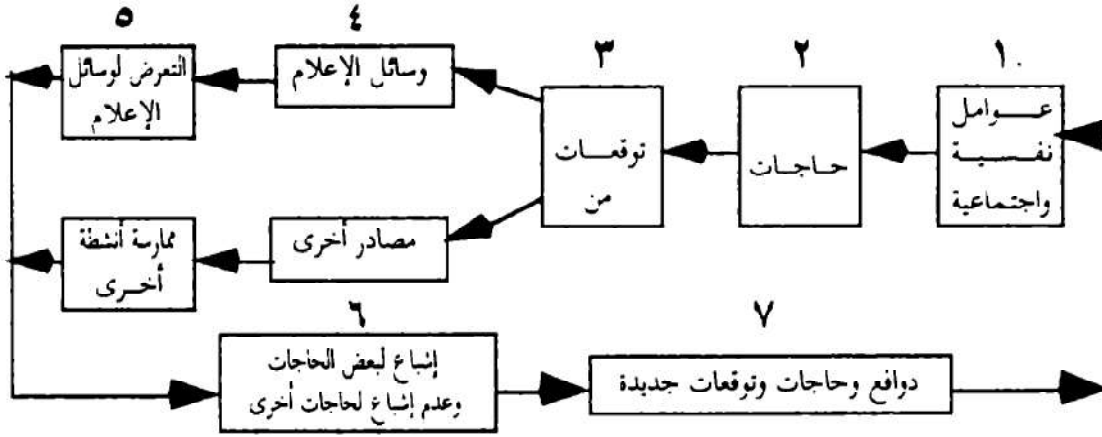 ١.
عوامل
نفسية
واجتماعية
٢
حاجات
٣
توقعات
من
٤
وسائل الإعلام
مصادر أخرى
٥
التعرض لوسائل
الإعلام
ممارسة أنشطة
أخرى
٦
إشباع لبعض الحاجات
وعدم إشباع لحاجات أخرى
٧
دوافع وحاجات وتوقعات جديدة